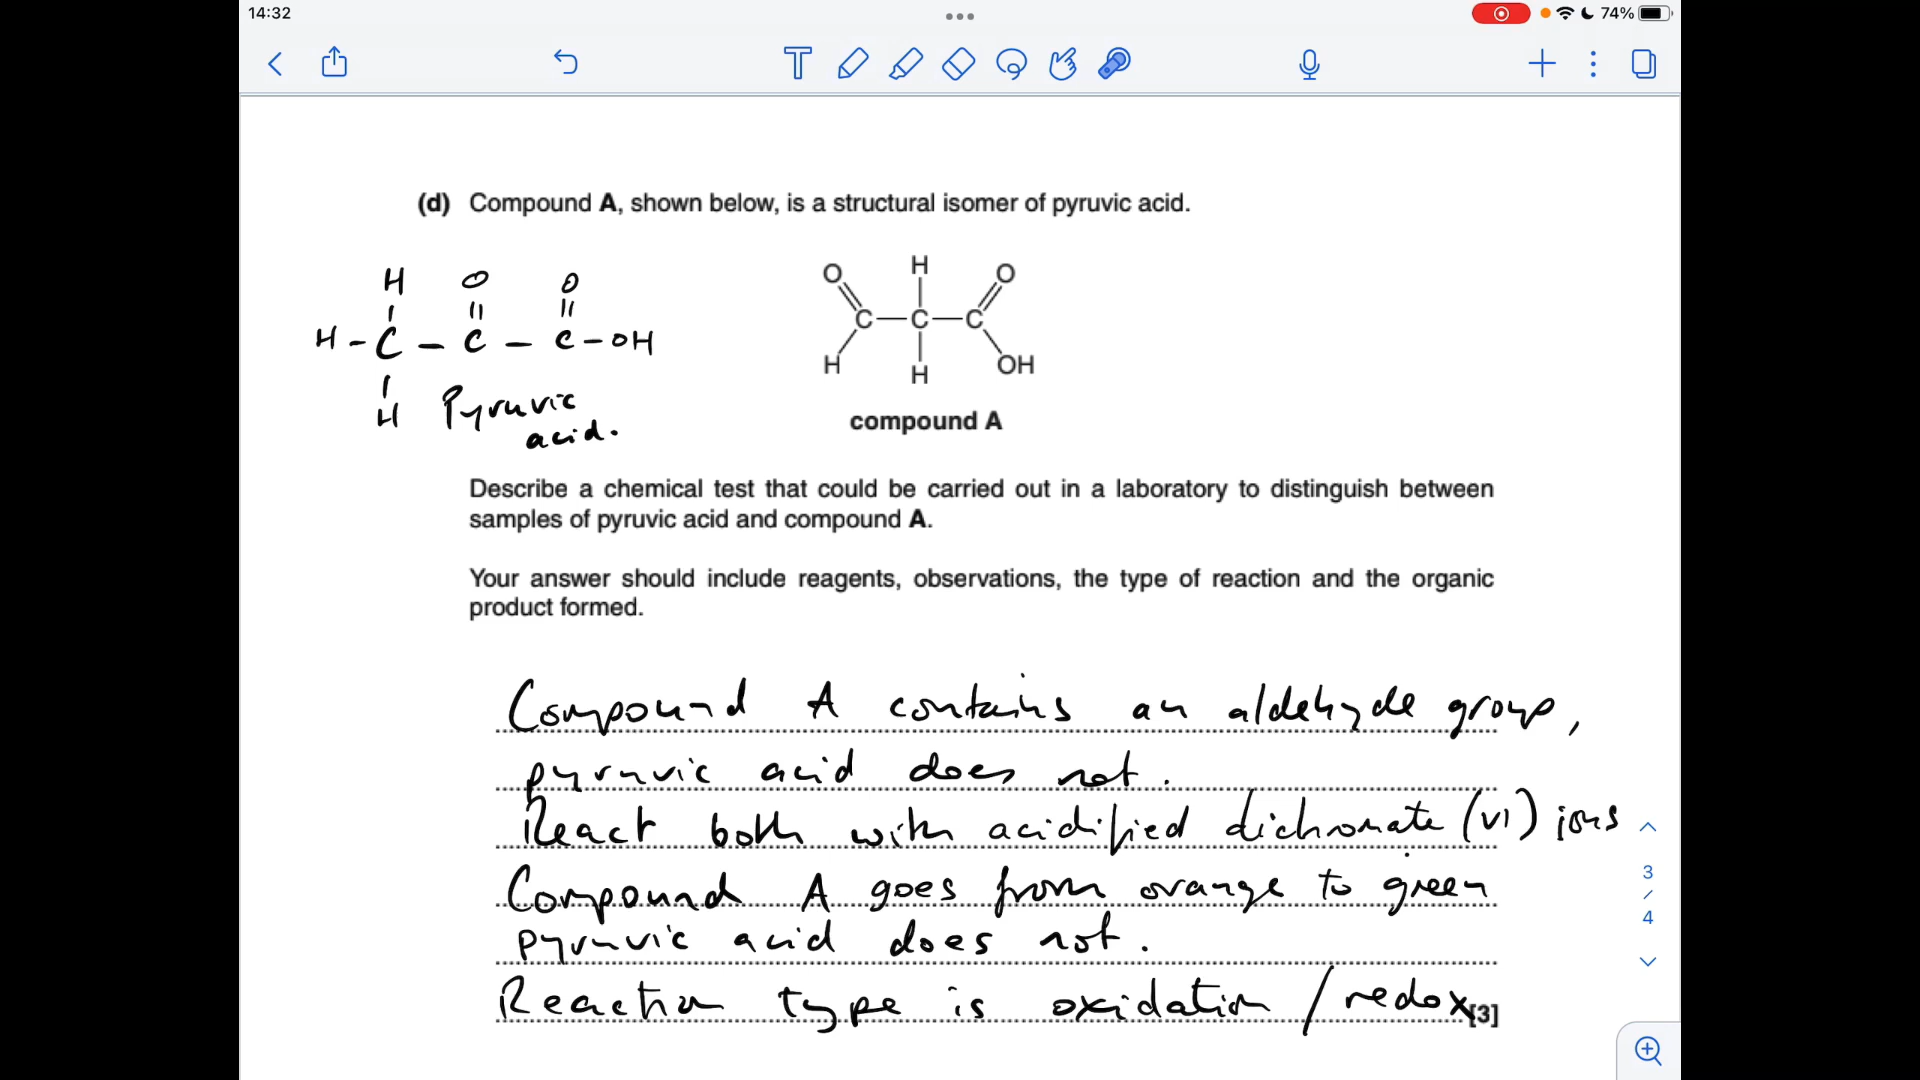 14:32
74%
(d) Compound A, shown below, is a structural isomer of pyruvic acid.
H O O
H - C - C - C - OH
H Pyruvic
acid.
O H O
C C C
H H OH
compound A
Describe a chemical test that could be carried out in a laboratory to distinguish between
samples of pyruvic acid and compound A.
Your answer should include reagents, observations, the type of reaction and the organic
product formed.
Compound A contains an aldehyde group,
pyruvic acid does not.
React both with acidified dichromate (VI) ions
Compound A goes from orange to green
pyruvic acid does not.
Reaction type is oxidation / redox [3]
3
/
4